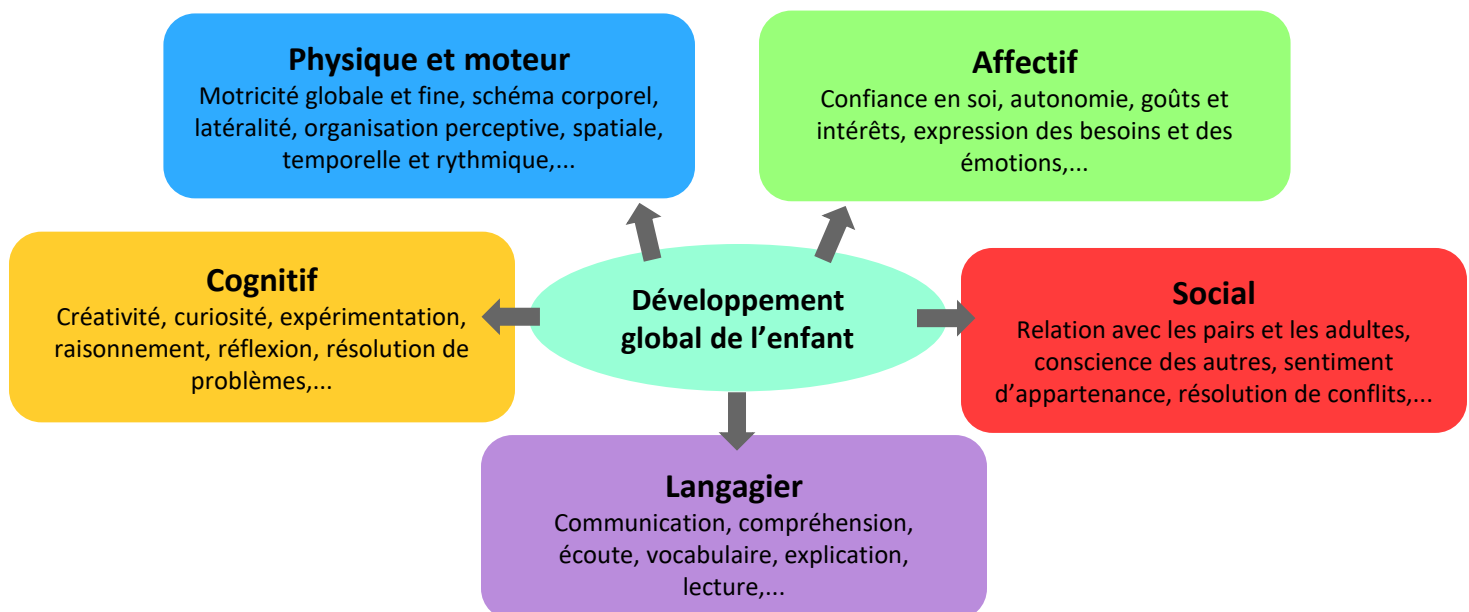 Physique et moteur
Motricité globale et fine, schéma corporel,
latéralité, organisation perceptive, spatiale,
temporelle et rythmique,...
Affectif
Confiance en soi, autonomie, goûts et
intérêts, expression des besoins et des
émotions,...
Cognitif
Créativité, curiosité, expérimentation,
raisonnement, réflexion, résolution de
problèmes,...
Développement
global de l’enfant
Social
Relation avec les pairs et les adultes,
conscience des autres, sentiment
d’appartenance, résolution de conflits,...
Langagier
Communication, compréhension,
écoute, vocabulaire, explication,
lecture,...